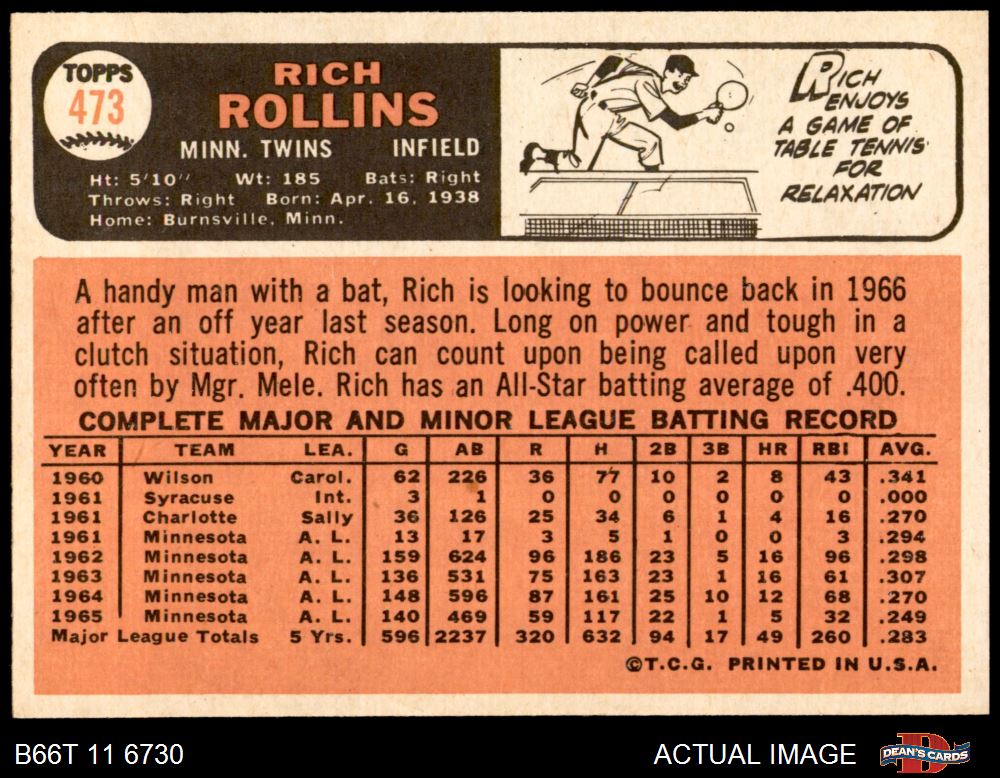 TOPPS
473
RICH
ROLLINS
MINN. TWINS INFIELD
Ht: 5'10" Wt: 185 Bats: Right
Throws: Right Born: Apr. 16, 1938
Home: Burnsville, Minn.
RICH
ENJOYS
A GAME OF
TABLE TENNIS
FOR
RELAXATION
A handy man with a bat, Rich is looking to bounce back in 1966
after an off year last season. Long on power and tough in a
clutch situation, Rich can count upon being called upon very
often by Mgr. Mele. Rich has an All-Star batting average of .400.
COMPLETE MAJOR AND MINOR LEAGUE BATTING RECORD
YEAR TEAM LEA. G AB R H 2B 3B HR RBI AVG.
1960 Wilson Carol. 62 226 36 77 10 2 8 43 .341
1961 Syracuse Int. 3 1 0 0 0 0 0 0 .000
1961 Charlotte Sally 36 126 25 34 6 1 4 16 .270
1961 Minnesota A. L. 13 17 3 5 1 0 0 3 .294
1962 Minnesota A. L. 159 624 96 186 23 5 16 96 .298
1963 Minnesota A. L. 136 531 75 163 23 1 16 61 .307
1964 Minnesota A. L. 148 596 87 161 25 10 12 68 .270
1965 Minnesota A. L. 140 469 59 117 22 1 5 32 .249
Major League Totals 5 Yrs. 596 2237 320 632 94 17 49 260 .283
©T.C.G. PRINTED IN U.S.A.
B66T 11 6730 ACTUAL IMAGE DEAN'S CARDS